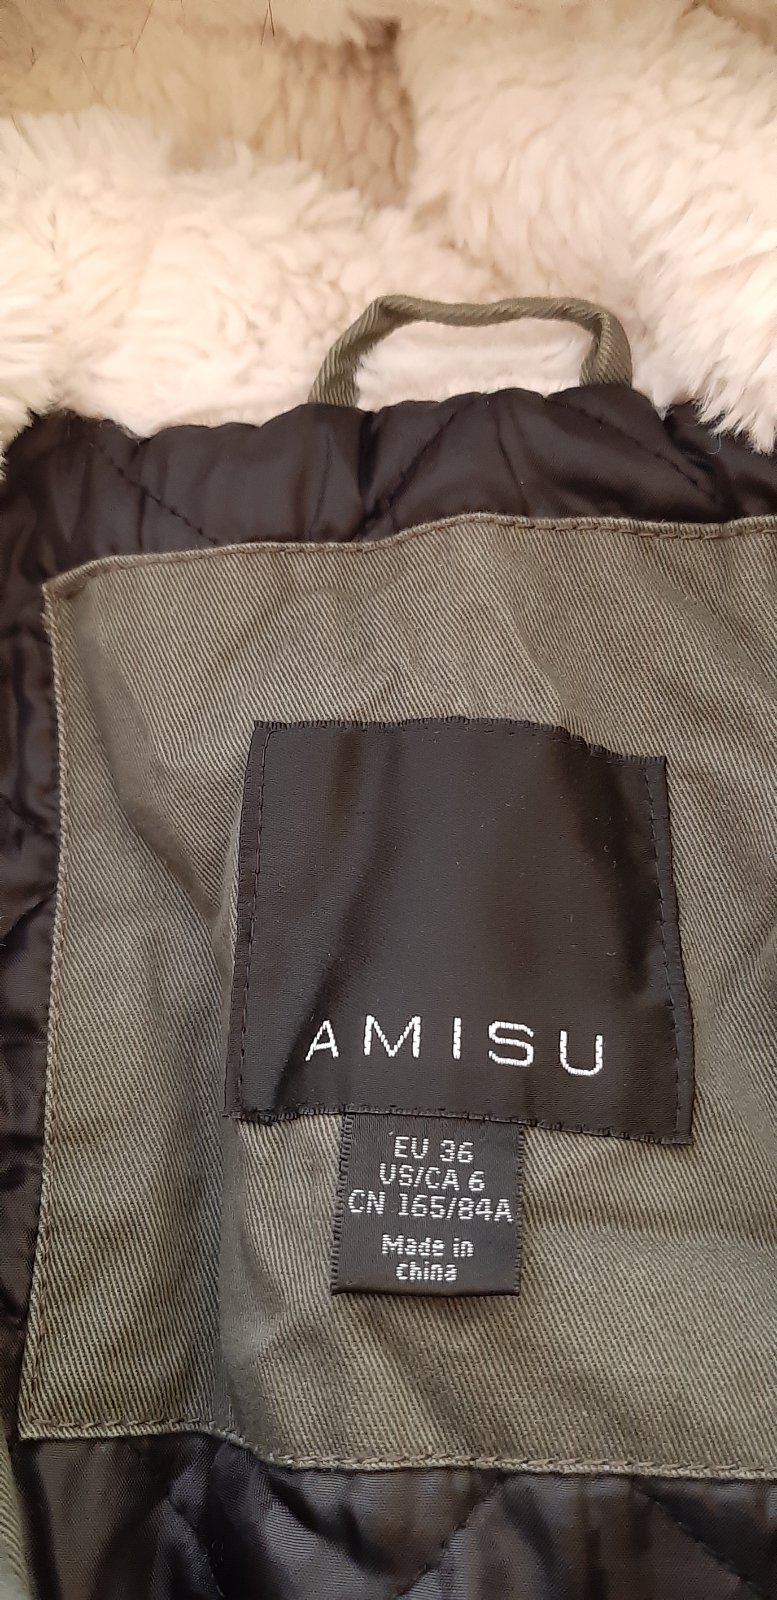 AMISU
EU 36
US/CA 6
CN 165/84A
Made in
China